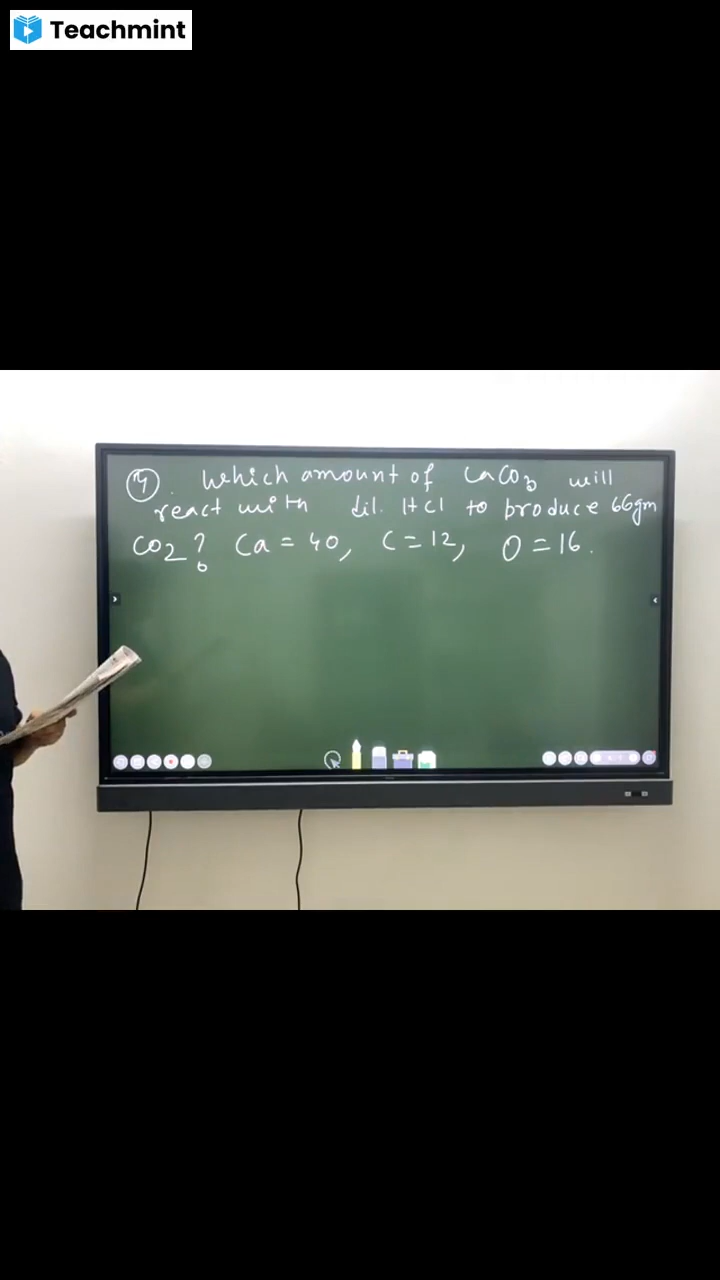 Teachmint
4. Which amount of CaCO3 will
react with dil. HCl to produce 66gm
CO2? Ca = 40, C = 12, O = 16.